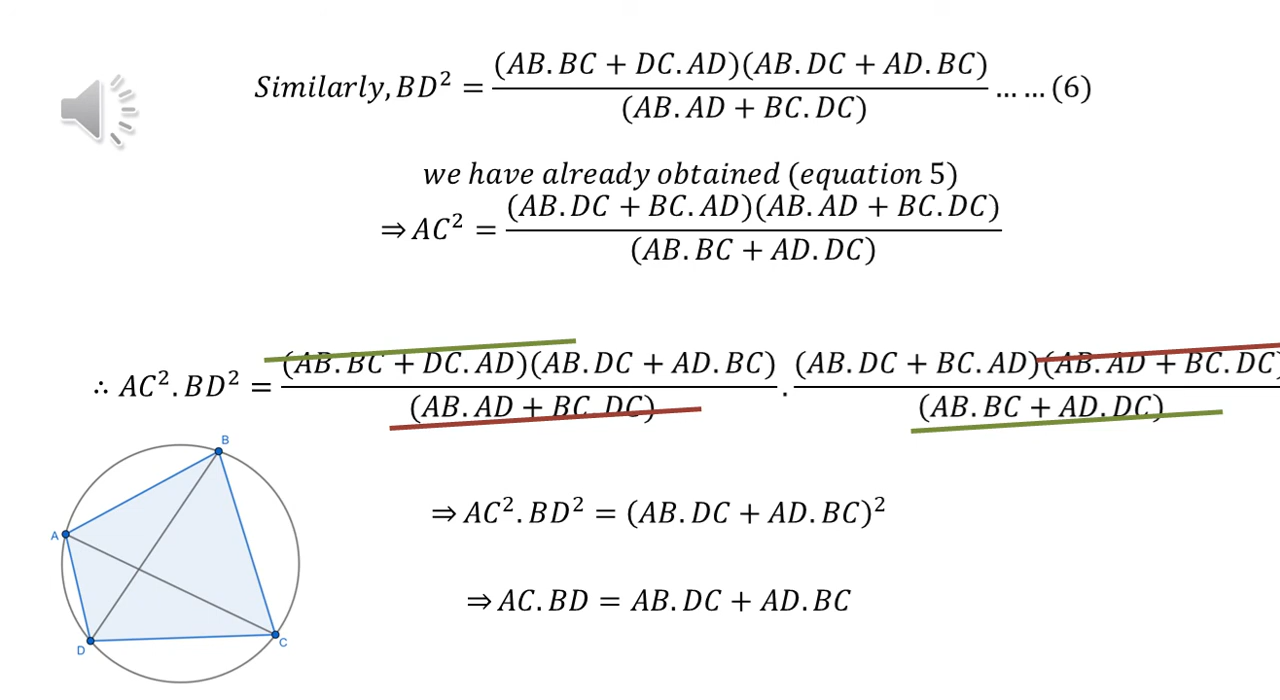 Similarly, BD² = (AB.BC + DC.AD)(AB.DC + AD.BC) / (AB.AD + BC.DC) ... ... (6)
we have already obtained (equation 5)
⇒ AC² = (AB.DC + BC.AD)(AB.AD + BC.DC) / (AB.BC + AD.DC)
∴ AC².BD² = (AB.BC + DC.AD)(AB.DC + AD.BC) / (AB.AD + BC.DC) . (AB.DC + BC.AD)(AB.AD + BC.DC) / (AB.BC + AD.DC)
B
⇒ AC².BD² = (AB.DC + AD.BC)²
A
⇒ AC.BD = AB.DC + AD.BC
D
C